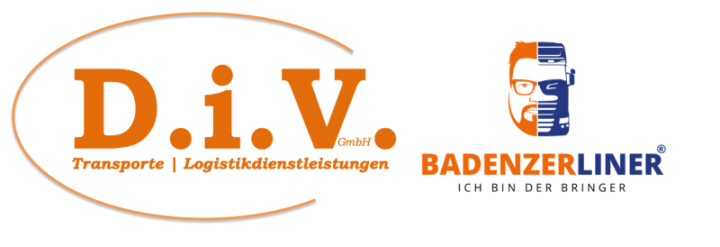 D.i.V.
GmbH
Transporte | Logistikdienstleistungen
BADENZERLINER®
ICH BIN DER BRINGER